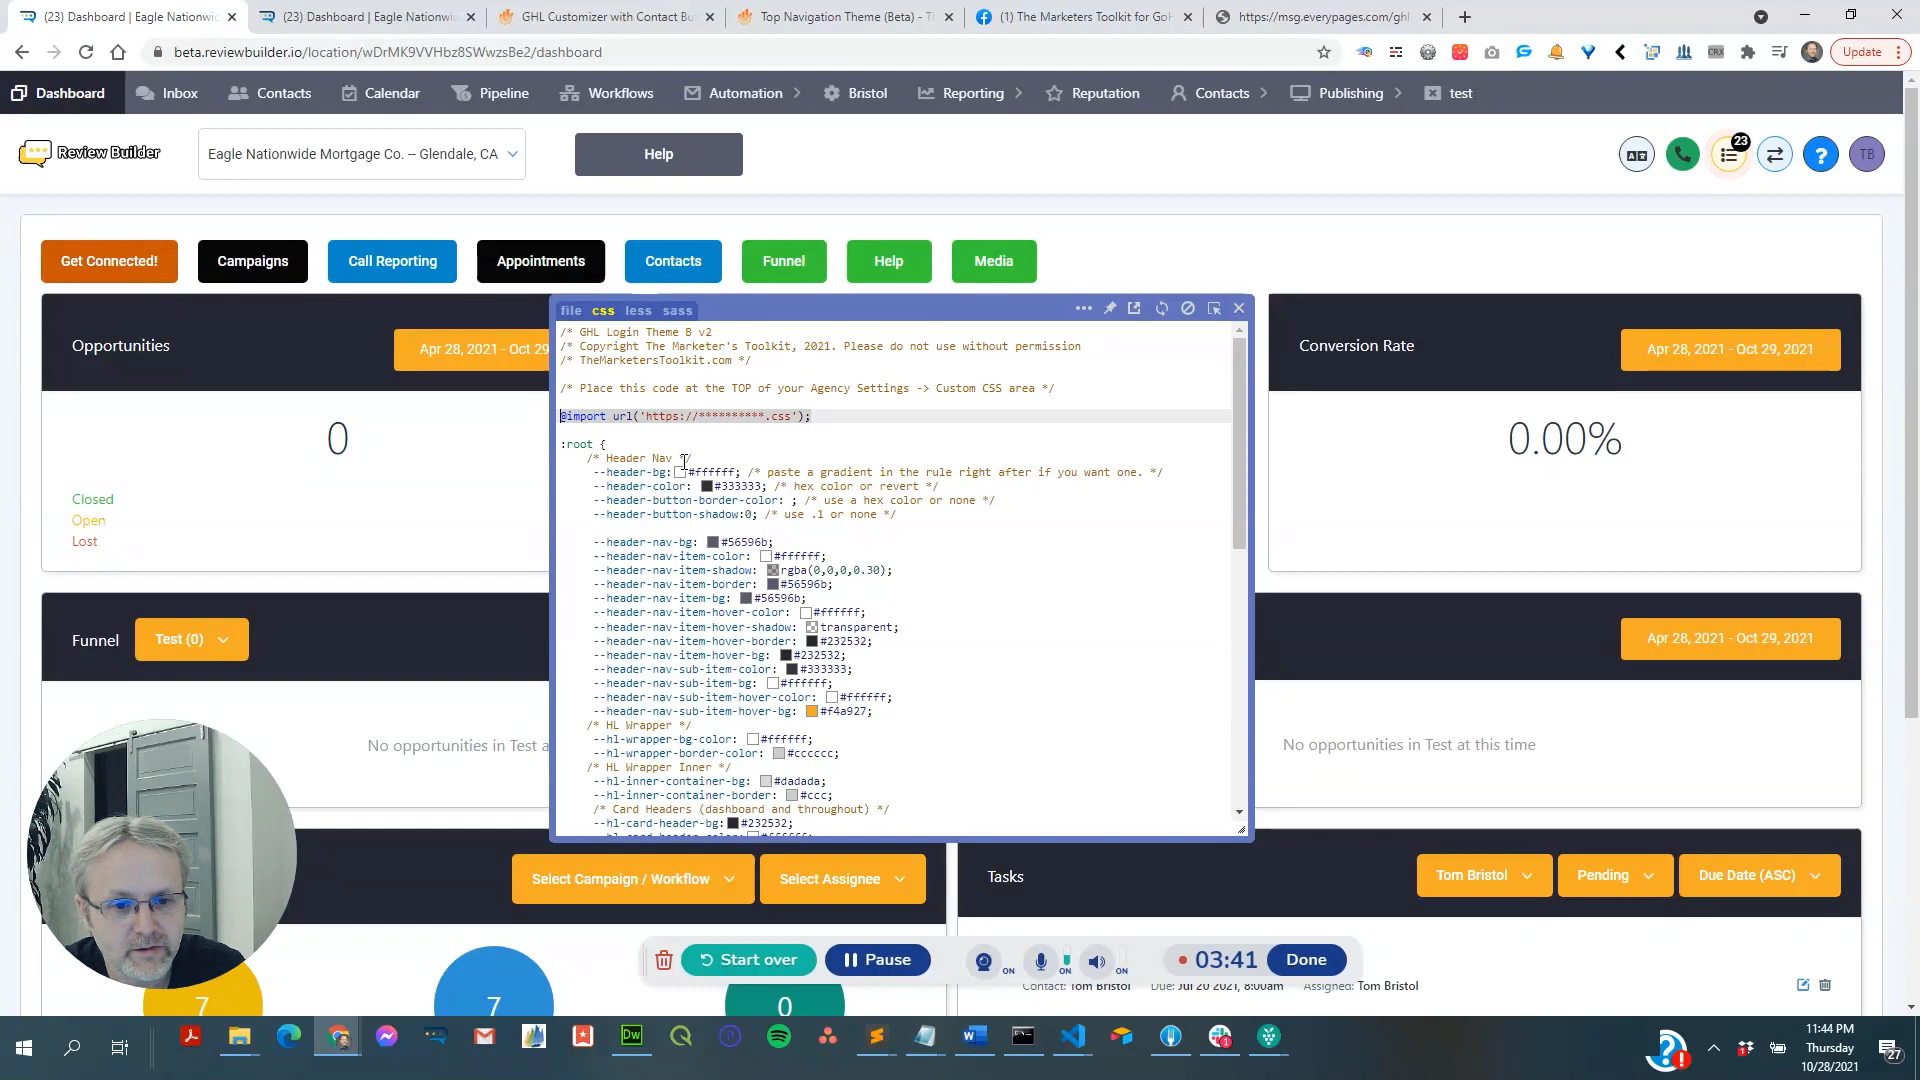 (23) Dashboard | Eagle Nationwi
(23) Dashboard | Eagle Nationwi
GHL Customizer with Contact Bu
Top Navigation Theme (Beta) - T
(1) The Marketers Toolkit for GoH
https://msg.everypages.com/ghl
beta.reviewbuilder.io/location/wDrMK9VVHbz8SWwzsBe2/dashboard
CRX
Update
Dashboard
Inbox
Contacts
Calendar
Pipeline
Workflows
Automation
Bristol
Reporting
Reputation
Contacts
Publishing
test
Review Builder
Eagle Nationwide Mortgage Co. -- Glendale, CA
Help
23
TB
Get Connected!
Campaigns
Call Reporting
Appointments
Contacts
Funnel
Help
Media
Opportunities
Apr 28, 2021 - Oct 29
0
Closed
Open
Lost
Conversion Rate
Apr 28, 2021 - Oct 29, 2021
0.00%
file css less sass
/* GHL Login Theme B v2
/* Copyright The Marketer's Toolkit, 2021. Please do not use without permission
/* TheMarketersToolkit.com */
/* Place this code at the TOP of your Agency Settings -> Custom CSS area */
@import url('https://**********.css');
:root {
/* Header Nav */
--header-bg: #ffffff; /* paste a gradient in the rule right after if you want one. */
--header-color: #333333; /* hex color or revert */
--header-button-border-color: ; /* use a hex color or none */
--header-button-shadow:0; /* use .1 or none */
--header-nav-bg: #56596b;
--header-nav-item-color: #ffffff;
--header-nav-item-shadow: rgba(0,0,0,0.30);
--header-nav-item-border: #56596b;
--header-nav-item-bg: #56596b;
--header-nav-item-hover-color: #ffffff;
--header-nav-item-hover-shadow: transparent;
--header-nav-item-hover-border: #232532;
--header-nav-item-hover-bg: #232532;
--header-nav-sub-item-color: #333333;
--header-nav-sub-item-bg: #ffffff;
--header-nav-sub-item-hover-color: #ffffff;
--header-nav-sub-item-hover-bg: #f4a927;
/* HL Wrapper */
--hl-wrapper-bg-color: #ffffff;
--hl-wrapper-border-color: #cccccc;
/* HL Wrapper Inner */
--hl-inner-container-bg: #dadada;
--hl-inner-container-border: #ccc;
/* Card Headers (dashboard and throughout) */
--hl-card-header-bg: #232532;
Funnel
Test (0)
No opportunities in Test a
Apr 28, 2021 - Oct 29, 2021
No opportunities in Test at this time
Select Campaign / Workflow
Select Assignee
Tasks
Tom Bristol
Pending
Due Date (ASC)
7
7
0
Start over
Pause
ON
ON
ON
03:41
Done
Contact: Tom Bristol
Due: Jul 20 2021, 8:00am
Assigned: Tom Bristol
Dw
11:44 PM
Thursday
10/28/2021
27